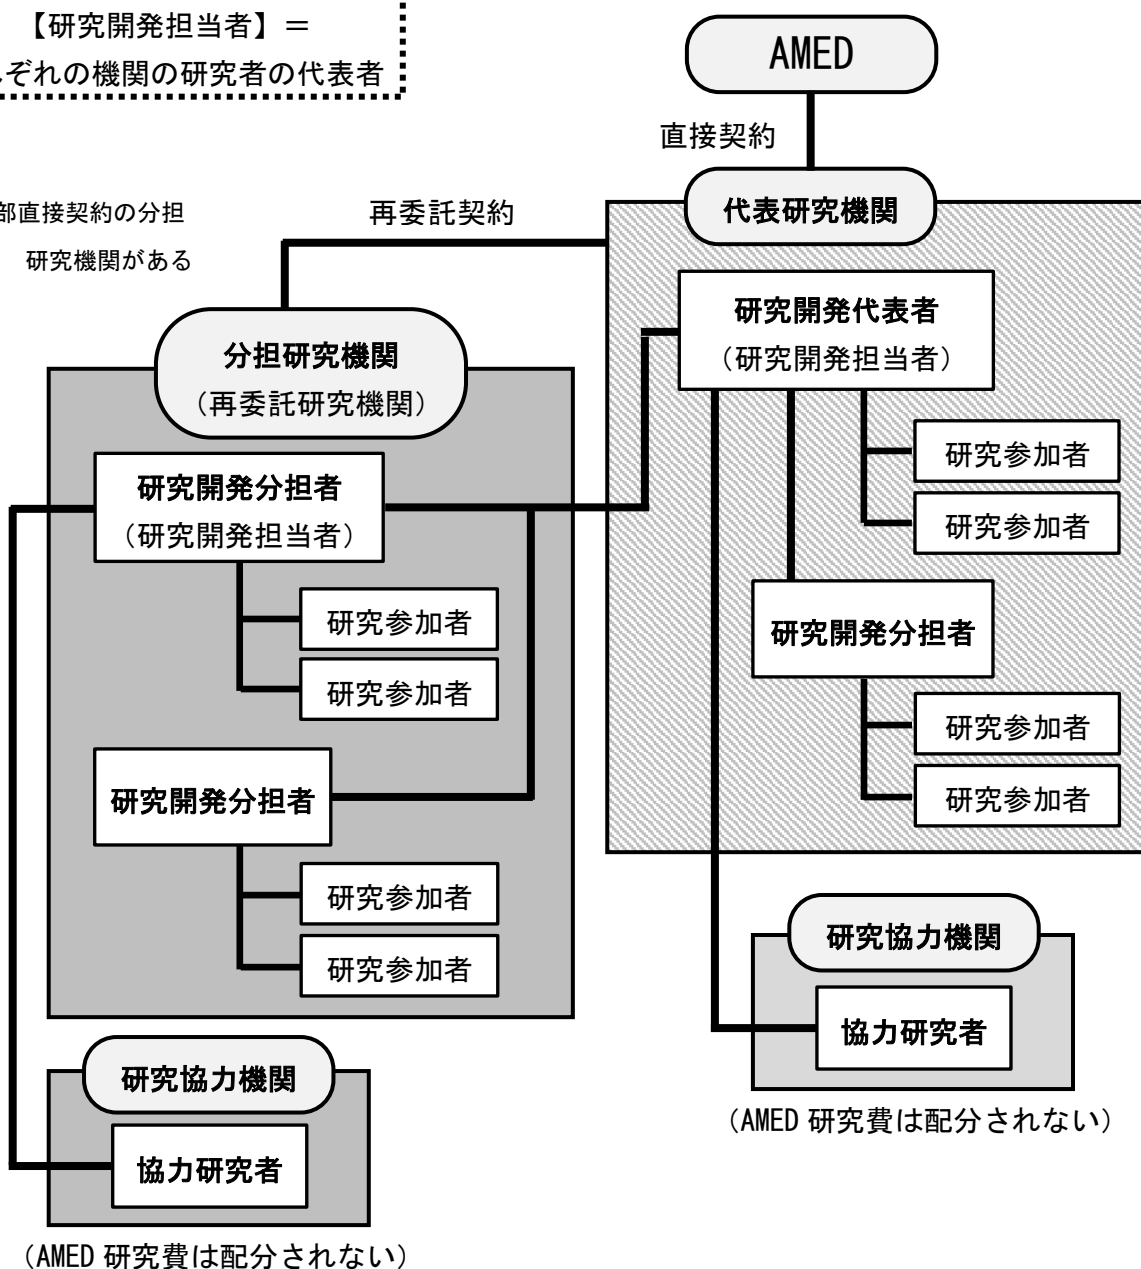 【研究開発担当者】＝
ぞれの機関の研究者の代表者
AMED
直接契約
部直接契約の分担
研究機関がある
再委託契約
代表研究機関
研究開発代表者
（研究開発担当者）
研究参加者
研究参加者
研究開発分担者
研究参加者
研究参加者
分担研究機関
（再委託研究機関）
研究開発分担者
（研究開発担当者）
研究参加者
研究参加者
研究開発分担者
研究参加者
研究参加者
研究協力機関
協力研究者
（AMED 研究費は配分されない）
研究協力機関
協力研究者
（AMED 研究費は配分されない）